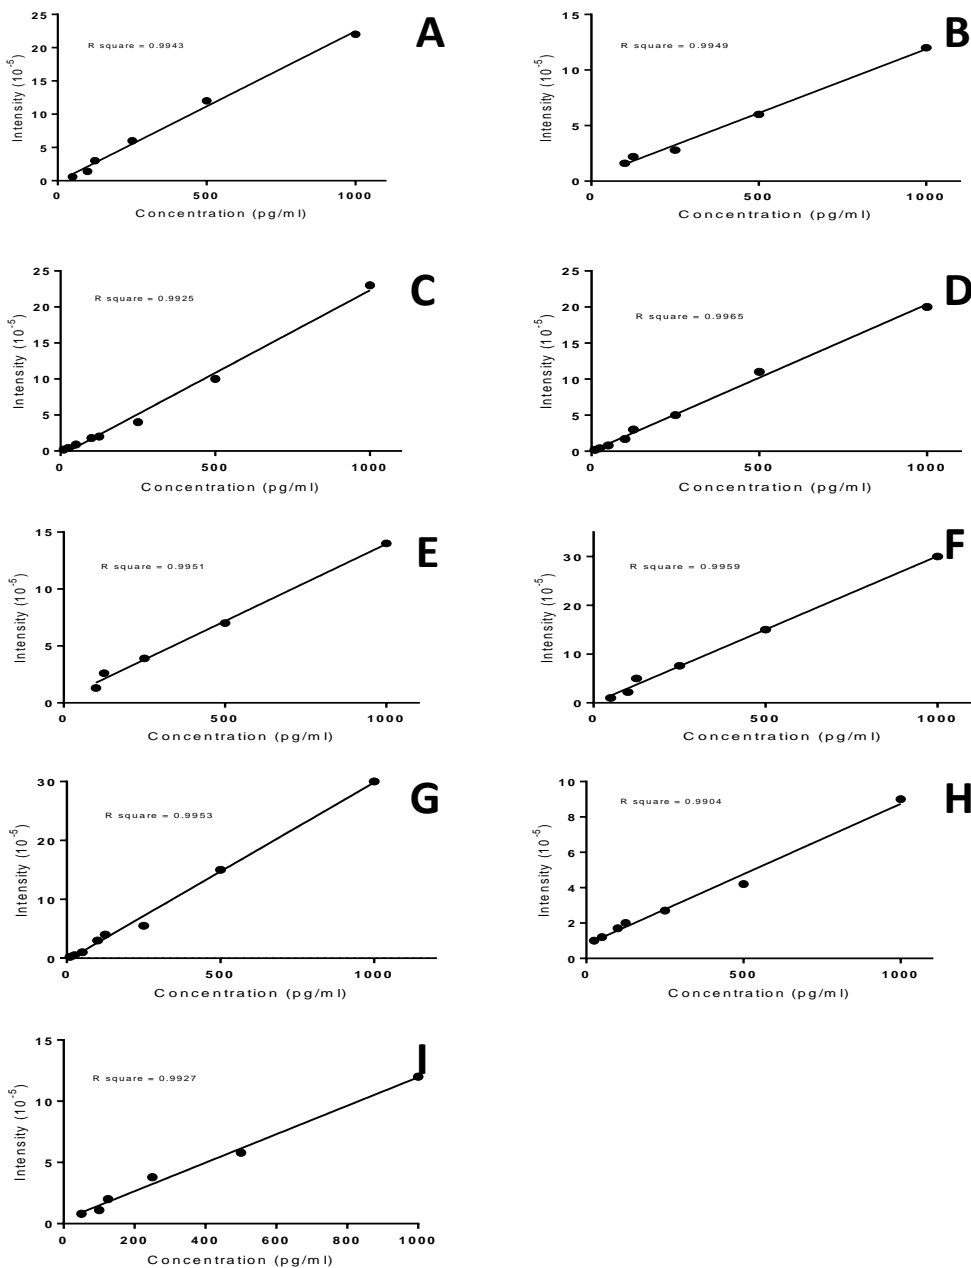 A
R square = 0.9943
Intensity (10⁻⁵)
25
20
15
10
5
0
0 500 1000
Concentration (pg/ml)
B
R square = 0.9949
Intensity (10⁻⁵)
15
10
5
0
0 500 1000
Concentration (pg/ml)
C
R square = 0.9925
Intensity (10⁻⁵)
25
20
15
10
5
0
0 500 1000
Concentration (pg/ml)
D
R square = 0.9965
Intensity (10⁻⁵)
25
20
15
10
5
0
0 500 1000
Concentration (pg/ml)
E
R square = 0.9951
Intensity (10⁻⁵)
15
10
5
0
0 500 1000
Concentration (pg/ml)
F
R square = 0.9959
Intensity (10⁻⁵)
30
20
10
0
0 500 1000
Concentration (pg/ml)
G
R square = 0.9953
Intensity (10⁻⁵)
30
20
10
0
0 500 1000
Concentration (pg/ml)
H
R square = 0.9904
Intensity (10⁻⁵)
10
8
6
4
2
0
0 500 1000
Concentration (pg/ml)
I
R square = 0.9927
Intensity (10⁻⁵)
15
10
5
0
0 200 400 600 800 1000
Concentration (pg/ml)